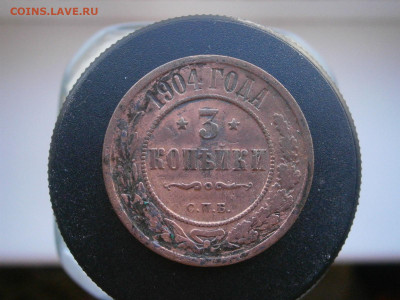 COINS.LAVE.RU
1904 ГОДА
* 3 *
КОПѢЙКИ
С.П.Б.